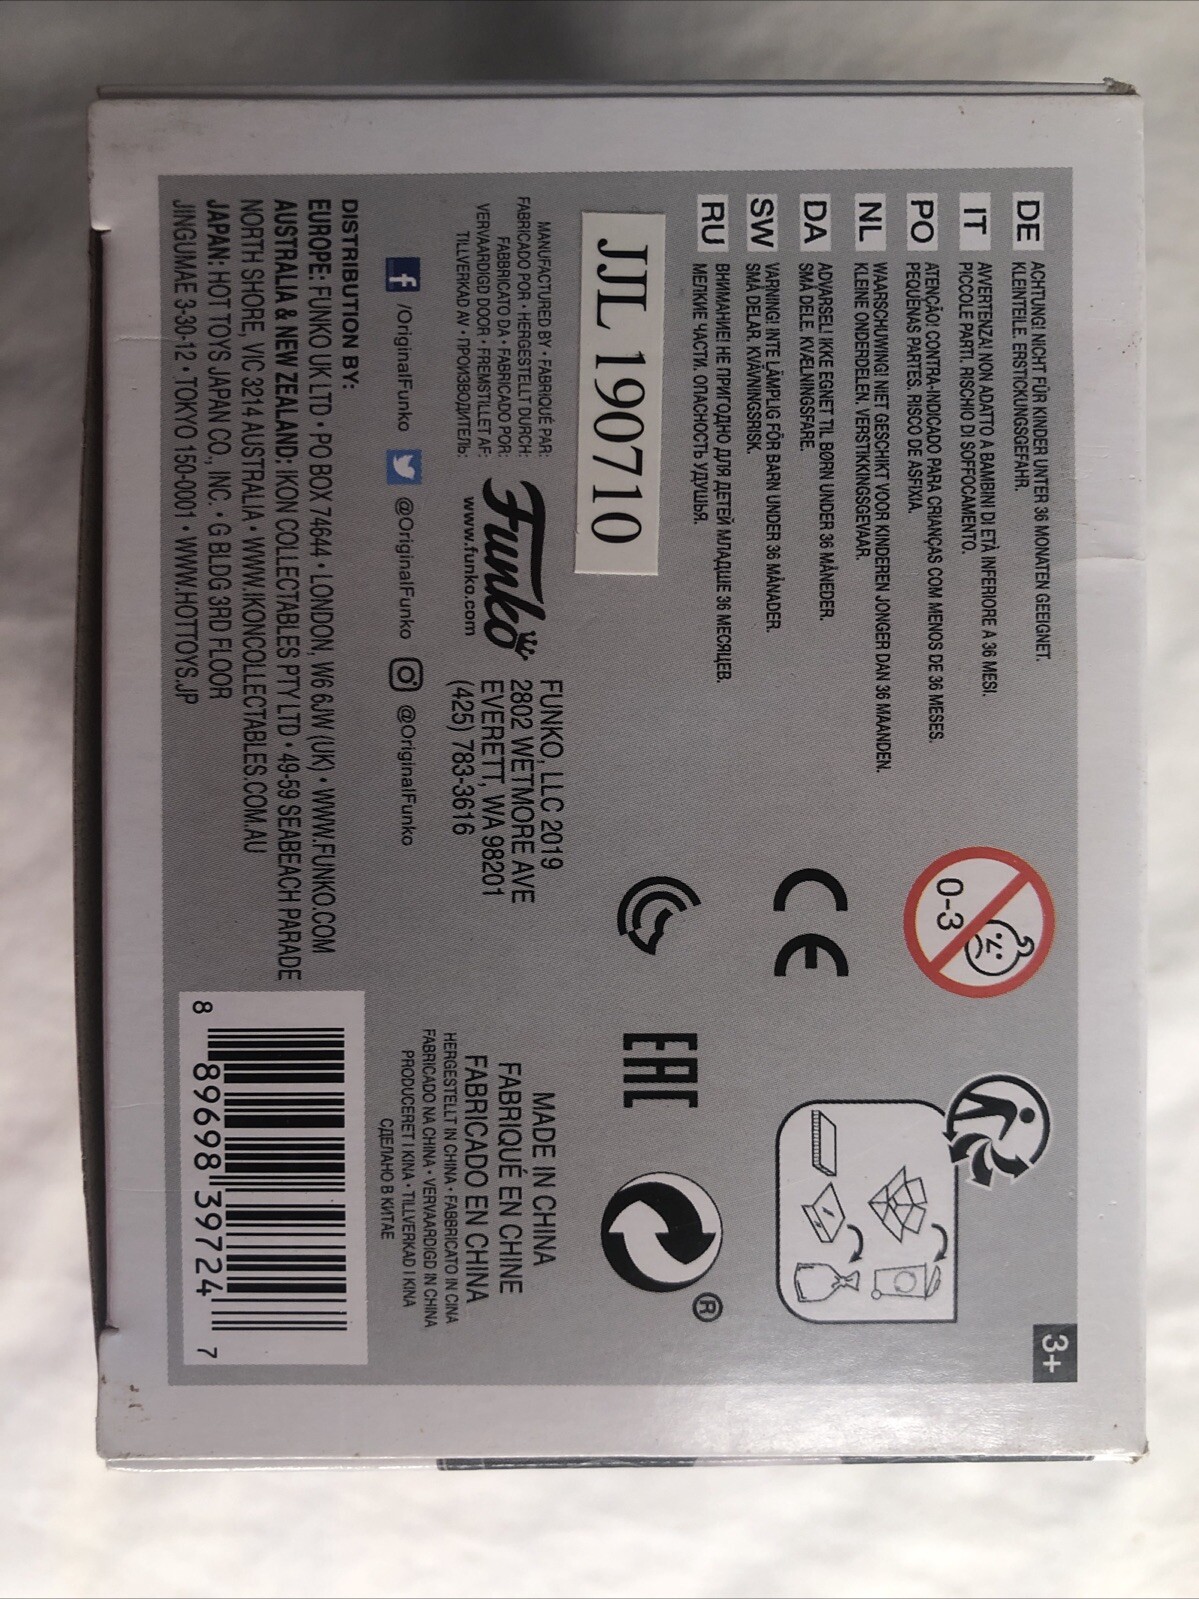 3+
DE ACHTUNG! NICHT FÜR KINDER UNTER 36 MONATEN GEEIGNET.
KLEINTEILE. ERSTICKUNGSGEFAHR.
IT AVVERTENZA! NON ADATTO A BAMBINI DI ETÀ INFERIORE A 36 MESI.
PICCOLE PARTI. RISCHIO DI SOFFOCAMENTO.
PO ATENCÃO! CONTRA-INDICADO PARA CRIANÇAS COM MENOS DE 36 MESES.
PEQUENAS PARTES. RISCO DE ASFIXIA.
NL WAARSCHUWING! NIET GESCHIKT VOOR KINDEREN JONGER DAN 36 MAANDEN.
KLEINE ONDERDELEN. VERSTIKKINGSGEVAAR.
DA ADVARSEL! IKKE EGNET TIL BØRN UNDER 36 MÅNEDER.
SMÅ DELE. KVÆLNINGSFARE.
SW VARNING! INTE LÄMPLIG FÖR BARN UNDER 36 MÅNADER.
SMÅ DELAR. KVÄVNINGSRISK.
RU ВНИМАНИЕ! НЕ ПРИГОДНО ДЛЯ ДЕТЕЙ МЛАДШЕ 36 МЕСЯЦЕВ.
МЕЛКИЕ ЧАСТИ. ОПАСНОСТЬ УДУШЬЯ.
0-3
CE
EAC
®
JJL 190710
MANUFACTURED BY • FABRIQUÉ PAR:
FABRICADO POR • HERGESTELLT DURCH:
FABBRICATO DA • FABRICADO POR:
VERVAARDIGD DOOR • FREMSTILLET AF:
TILLVERKAD AV • ПРОИЗВОДИТЕЛЬ:
Funko
www.funko.com
FUNKO, LLC 2019
2802 WETMORE AVE
EVERETT, WA 98201
(425) 783-3616
MADE IN CHINA
FABRIQUÉ EN CHINE
FABRICADO EN CHINA
HERGESTELLT IN CHINA • FABBRICATO IN CINA
FABRICADO NA CHINA • VERVAARDIGD IN CHINA
PRODUCERET I KINA • TILLVERKAD I KINA
СДЕЛАНО В КИТАЕ
f /OriginalFunko @OriginalFunko @OriginalFunko
DISTRIBUTION BY:
EUROPE: FUNKO UK LTD • PO BOX 74644 • LONDON, W6 6JW (UK) • WWW.FUNKO.COM
AUSTRALIA & NEW ZEALAND: IKON COLLECTABLES PTY LTD • 49-59 SEABEACH PARADE
NORTH SHORE, VIC 3214 AUSTRALIA • WWW.IKONCOLLECTABLES.COM.AU
JAPAN: HOT TOYS JAPAN CO., INC. • G BLDG 3RD FLOOR
JINGUMAE 3-30-12 • TOKYO 150-0001 • WWW.HOTTOYS.JP
8 89698 39724 7